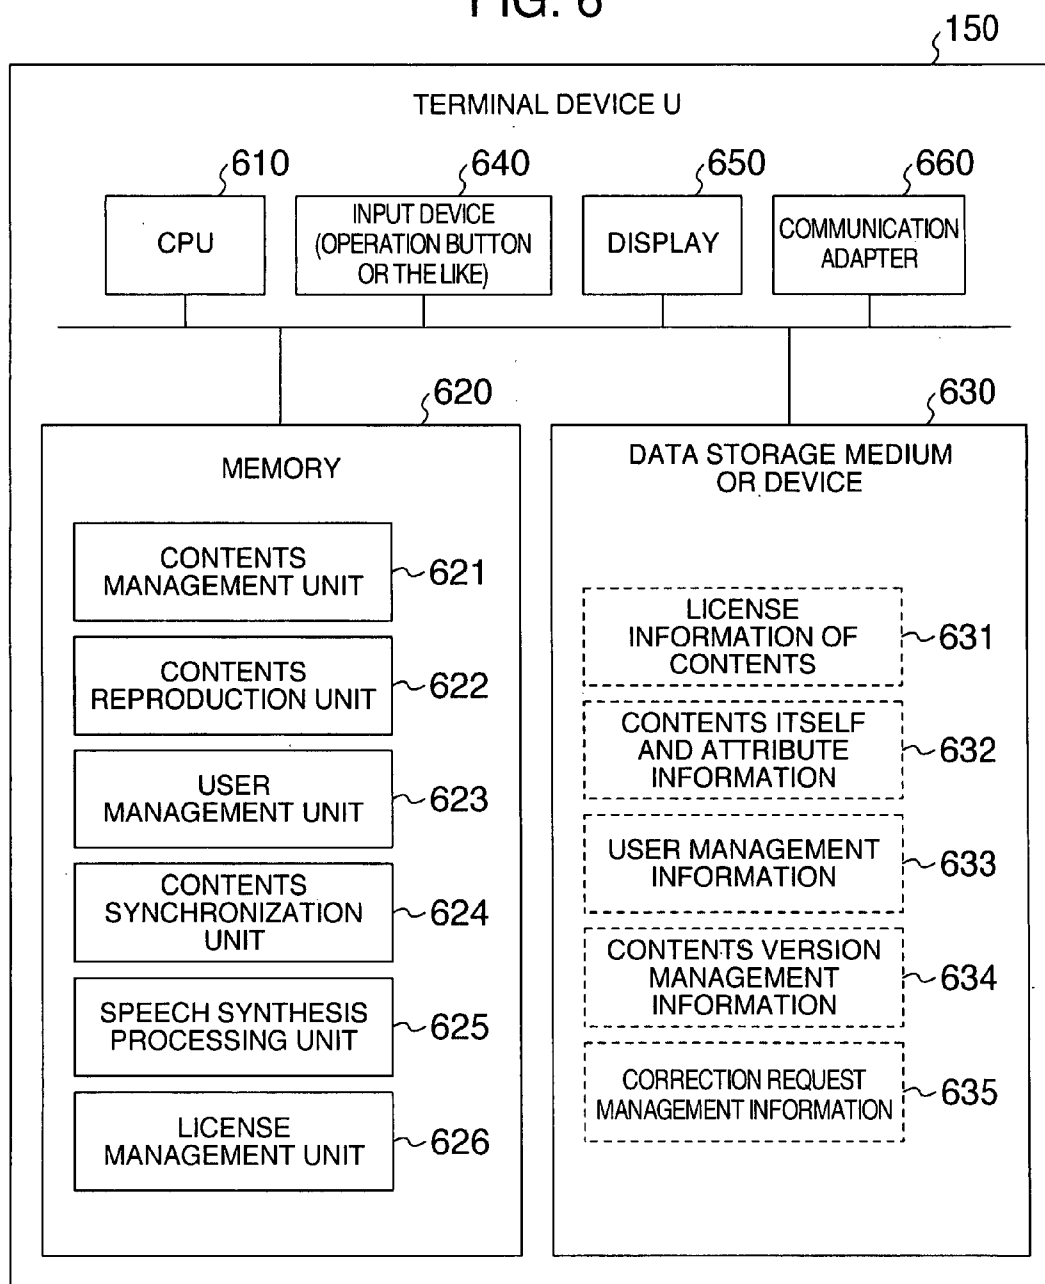 FIG. 6
150
TERMINAL DEVICE U
610
640
650
660
CPU
INPUT DEVICE
(OPERATION BUTTON
OR THE LIKE)
DISPLAY
COMMUNICATION
ADAPTER
620
MEMORY
CONTENTS
MANAGEMENT UNIT
621
CONTENTS
REPRODUCTION UNIT
622
USER
MANAGEMENT UNIT
623
CONTENTS
SYNCHRONIZATION
UNIT
624
SPEECH SYNTHESIS
PROCESSING UNIT
625
LICENSE
MANAGEMENT UNIT
626
630
DATA STORAGE MEDIUM
OR DEVICE
LICENSE
INFORMATION OF
CONTENTS
631
CONTENTS ITSELF
AND ATTRIBUTE
INFORMATION
632
USER MANAGEMENT
INFORMATION
633
CONTENTS VERSION
MANAGEMENT
INFORMATION
634
CORRECTION REQUEST
MANAGEMENT INFORMATION
635